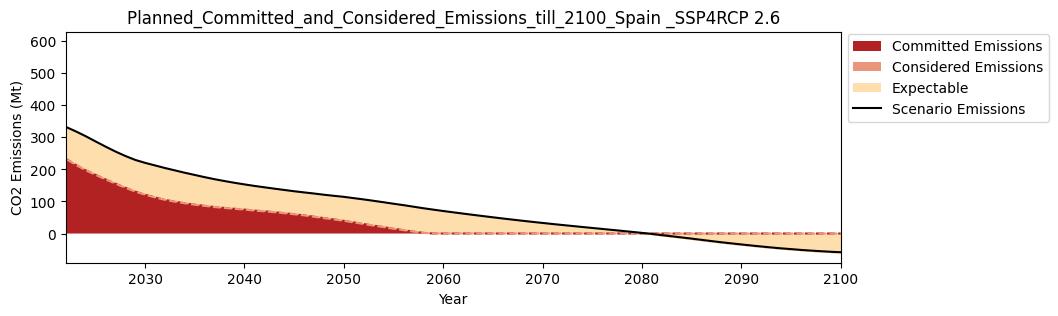 Planned_Committed_and_Considered_Emissions_till_2100_Spain _SSP4RCP 2.6
CO2 Emissions (Mt)
600
500
400
300
200
100
0
2030 2040 2050 2060 2070 2080 2090 2100
Year
Committed Emissions
Considered Emissions
Expectable
Scenario Emissions